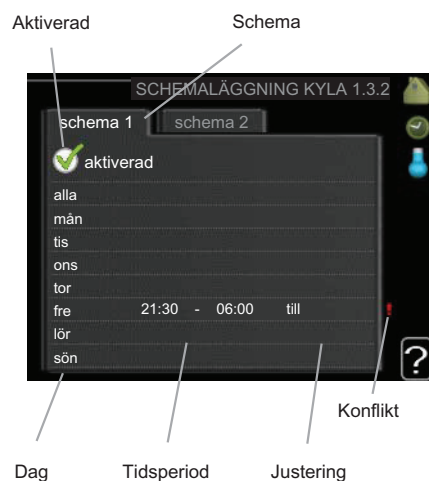 Aktiverad Schema
SCHEMALÄGGNING KYLA 1.3.2
schema 1 schema 2
aktiverad
alla
mån
tis
ons
tor
fre 21:30 - 06:00 till
lör
sön
?
Konflikt
Dag Tidsperiod Justering